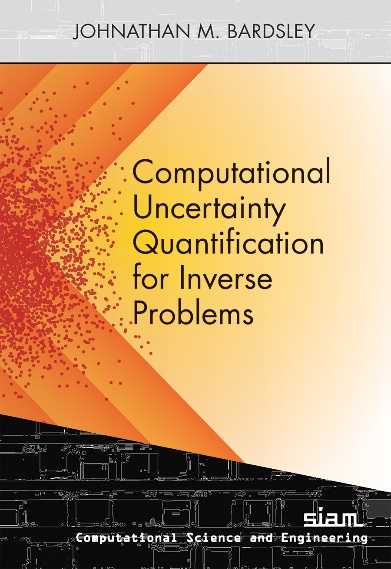 JOHNATHAN M. BARDSLEY
Computational
Uncertainty
Quantification
for Inverse
Problems
siam
Computational Science and Engineering